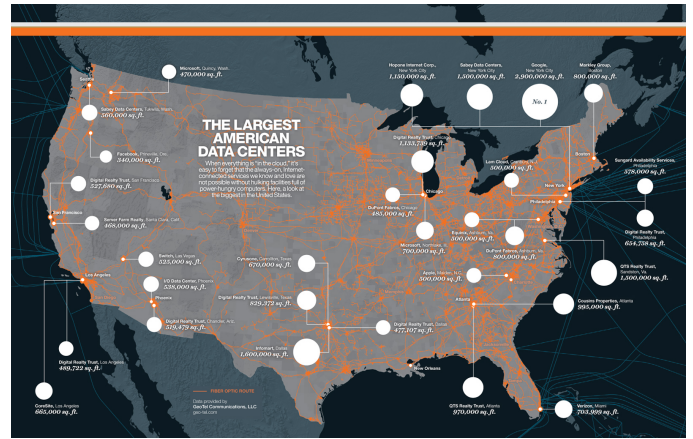 THE LARGEST
AMERICAN
DATA CENTERS
When everything is "in the cloud," it's
easy to forget that the always-on, Internet-
connected services we know and love are
not possible without hulking facilities full of
power-hungry computers. Here, a look at
the biggest in the United States.
Microsoft, Quincy, Wash.
470,000 sq. ft.
Seattle
Sabey Data Centers, Tukwila, Wash.
560,000 sq. ft.
Facebook, Prineville, Ore.
340,000 sq. ft.
Digital Realty Trust, San Francisco
527,680 sq. ft.
San Francisco
Server Farm Realty, Santa Clara, Calif.
468,000 sq. ft.
Switch, Las Vegas
525,000 sq. ft.
Los Angeles
I/O Data Center, Phoenix
538,000 sq. ft.
Phoenix
Digital Realty Trust, Chandler, Ariz.
519,479 sq. ft.
Digital Realty Trust, Los Angeles
489,722 sq. ft.
CoreSite, Los Angeles
665,000 sq. ft.
Cyrusone, Carrollton, Texas
670,000 sq. ft.
Digital Realty Trust, Lewisville, Texas
829,372 sq. ft.
Infomart, Dallas
1,600,000 sq. ft.
Digital Realty Trust, Dallas
477,107 sq. ft.
FIBER OPTIC ROUTE
Data provided by
GeoTel Communications, LLC
geo-tel.com
New Orleans
Hopone Internet Corp.,
New York City
1,150,000 sq. ft.
Sabey Data Centers,
New York City
1,500,000 sq. ft.
Google,
New York City
2,900,000 sq. ft.
No. 1
Markley Group,
Boston
800,000 sq. ft.
Digital Realty Trust, Chicago
1,133,739 sq. ft.
DuPont Fabros, Chicago
485,000 sq. ft.
Chicago
Microsoft, Northlake, Ill.
700,000 sq. ft.
500,000 sq. ft.
Boston
New York
Philadelphia
Sungard Availability Services,
Philadelphia
578,000 sq. ft.
Digital Realty Trust,
Philadelphia
654,758 sq. ft.
Equinix, Ashburn, Va.
500,000 sq. ft.
DuPont Fabros, Ashburn, Va.
800,000 sq. ft.
QTS Realty Trust,
Sandston, Va.
1,300,000 sq. ft.
Apple, Maiden, N.C.
500,000 sq. ft.
Atlanta
Cousins Properties, Atlanta
995,000 sq. ft.
QTS Realty Trust, Atlanta
970,000 sq. ft.
Verizon, Miami
703,999 sq. ft.